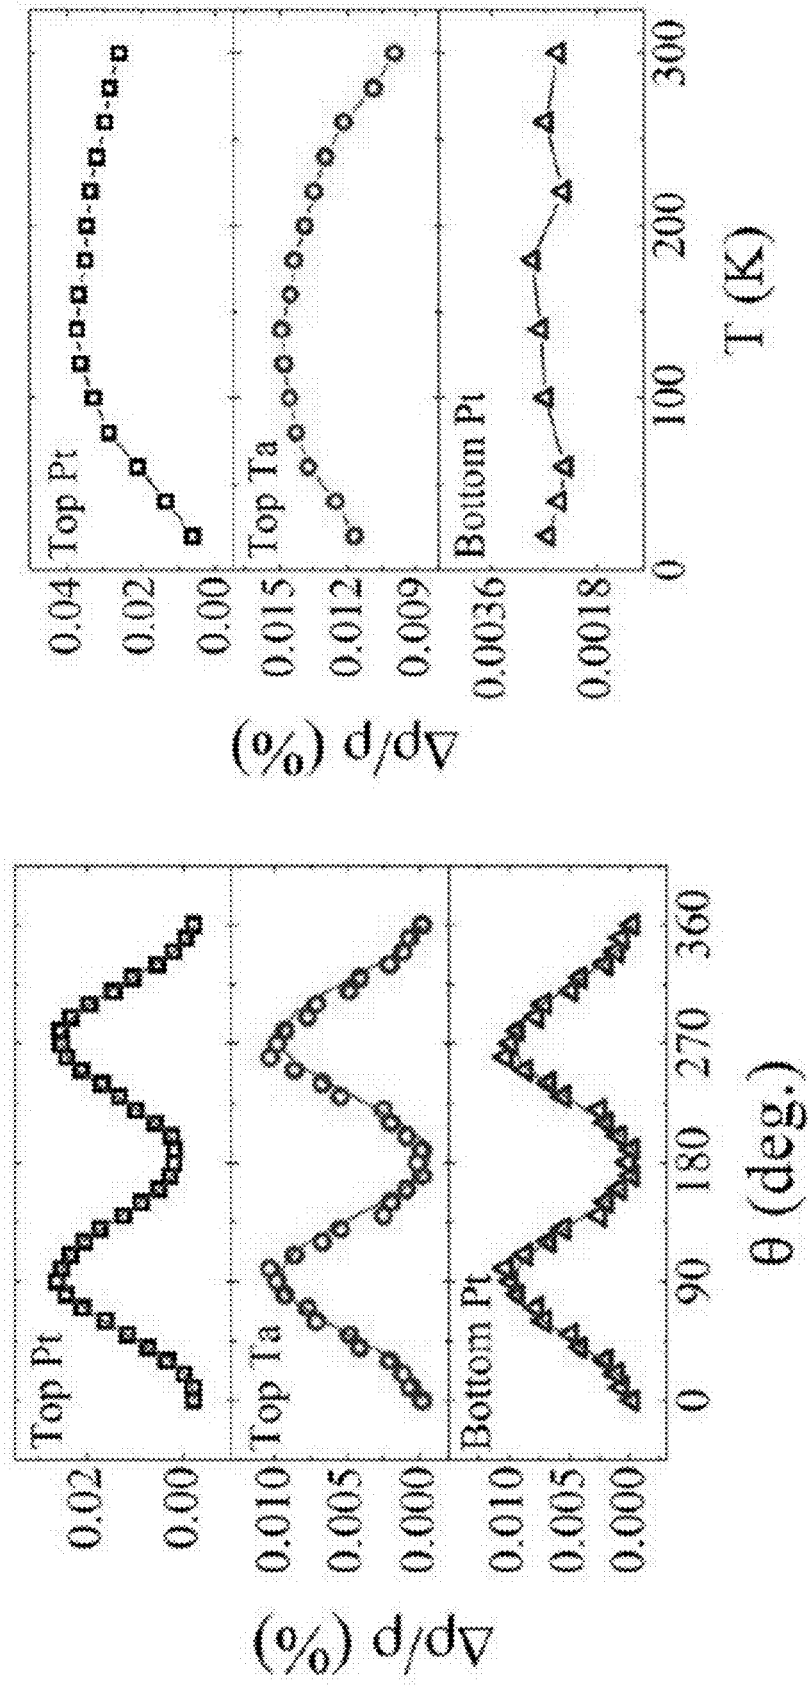 Δρ/ρ (%)
0.02
0.00
Top Pt
0.010
0.005
0.000
Top Ta
0.010
0.005
0.000
Bottom Pt
0
90
180
270
360
θ (deg.)
Δρ/ρ (%)
0.04
0.02
0.00
Top Pt
0.015
0.012
0.009
Top Ta
0.0036
0.0018
Bottom Pt
0
100
200
300
T (K)